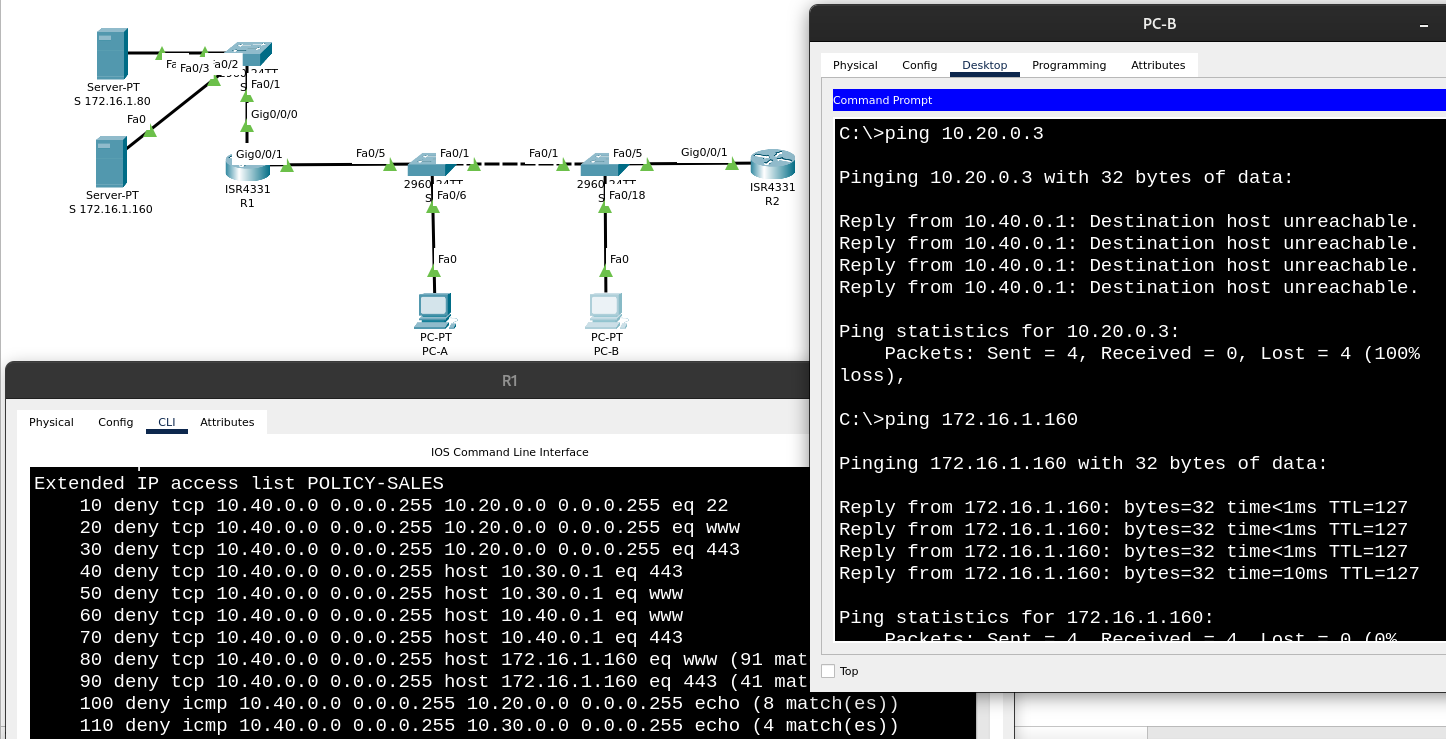 Server-PT
S 172.16.1.80
Fa0/3
Fa0/2
Fa0/1
Gig0/0/0
Fa0
Server-PT
S 172.16.1.160
Gig0/0/1
ISR4331
R1
Fa0/5
Fa0/1
Fa0/6
Fa0
PC-PT
PC-A
Fa0/1
Fa0/5
Fa0/18
Fa0
PC-PT
PC-B
Gig0/0/1
ISR4331
R2
R1
Physical Config CLI Attributes
IOS Command Line Interface
Extended IP access list POLICY-SALES
10 deny tcp 10.40.0.0 0.0.0.255 10.20.0.0 0.0.0.255 eq 22
20 deny tcp 10.40.0.0 0.0.0.255 10.20.0.0 0.0.0.255 eq www
30 deny tcp 10.40.0.0 0.0.0.255 10.20.0.0 0.0.0.255 eq 443
40 deny tcp 10.40.0.0 0.0.0.255 host 10.30.0.1 eq 443
50 deny tcp 10.40.0.0 0.0.0.255 host 10.30.0.1 eq www
60 deny tcp 10.40.0.0 0.0.0.255 host 10.40.0.1 eq www
70 deny tcp 10.40.0.0 0.0.0.255 host 10.40.0.1 eq 443
80 deny tcp 10.40.0.0 0.0.0.255 host 172.16.1.160 eq www (91 mat
90 deny tcp 10.40.0.0 0.0.0.255 host 172.16.1.160 eq 443 (41 mat
100 deny icmp 10.40.0.0 0.0.0.255 10.20.0.0 0.0.0.255 echo (8 match(es))
110 deny icmp 10.40.0.0 0.0.0.255 10.30.0.0 0.0.0.255 echo (4 match(es))
PC-B
Physical Config Desktop Programming Attributes
Command Prompt
C:\>ping 10.20.0.3
Pinging 10.20.0.3 with 32 bytes of data:
Reply from 10.40.0.1: Destination host unreachable.
Reply from 10.40.0.1: Destination host unreachable.
Reply from 10.40.0.1: Destination host unreachable.
Reply from 10.40.0.1: Destination host unreachable.
Ping statistics for 10.20.0.3:
Packets: Sent = 4, Received = 0, Lost = 4 (100%
loss),
C:\>ping 172.16.1.160
Pinging 172.16.1.160 with 32 bytes of data:
Reply from 172.16.1.160: bytes=32 time<1ms TTL=127
Reply from 172.16.1.160: bytes=32 time<1ms TTL=127
Reply from 172.16.1.160: bytes=32 time<1ms TTL=127
Reply from 172.16.1.160: bytes=32 time=10ms TTL=127
Ping statistics for 172.16.1.160:
Packets: Sent = 4, Received = 4, Lost = 0 (0%
Top